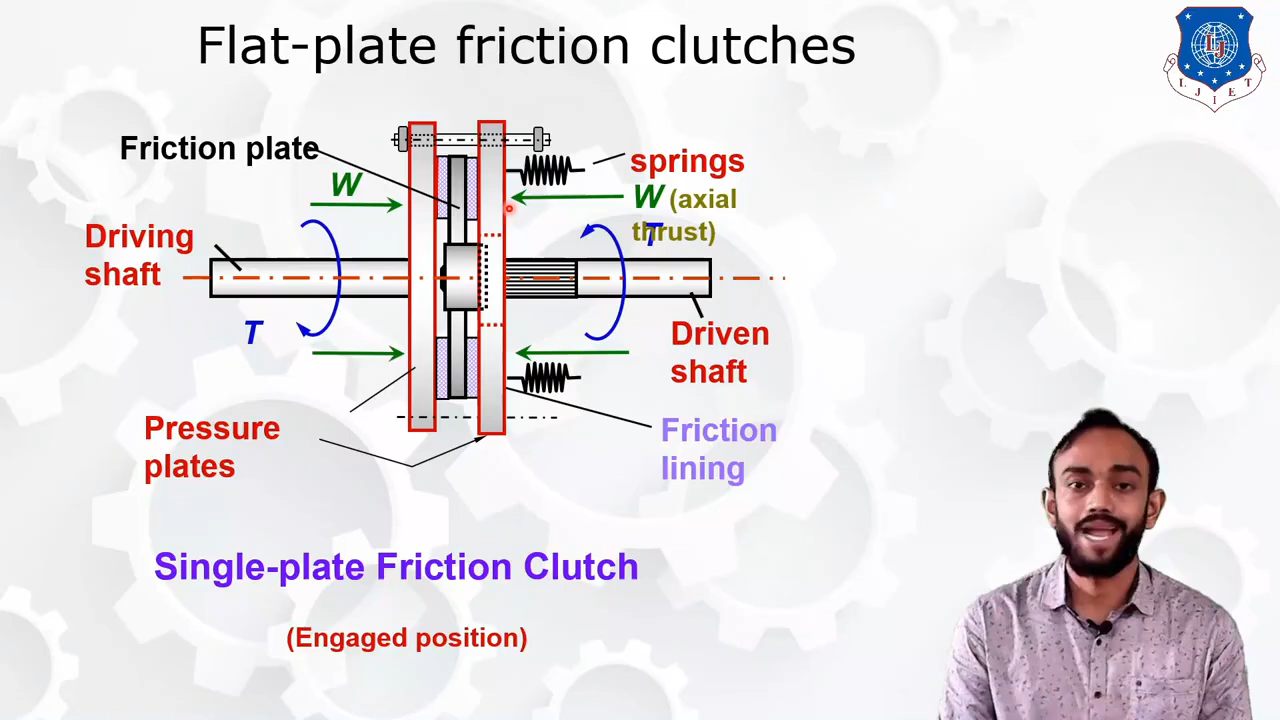 Flat-plate friction clutches
L J I E T
Friction plate
springs
W
W (axial
thrust)
T
Driving
shaft
T
Driven
shaft
Pressure
plates
Friction
lining
Single-plate Friction Clutch
(Engaged position)